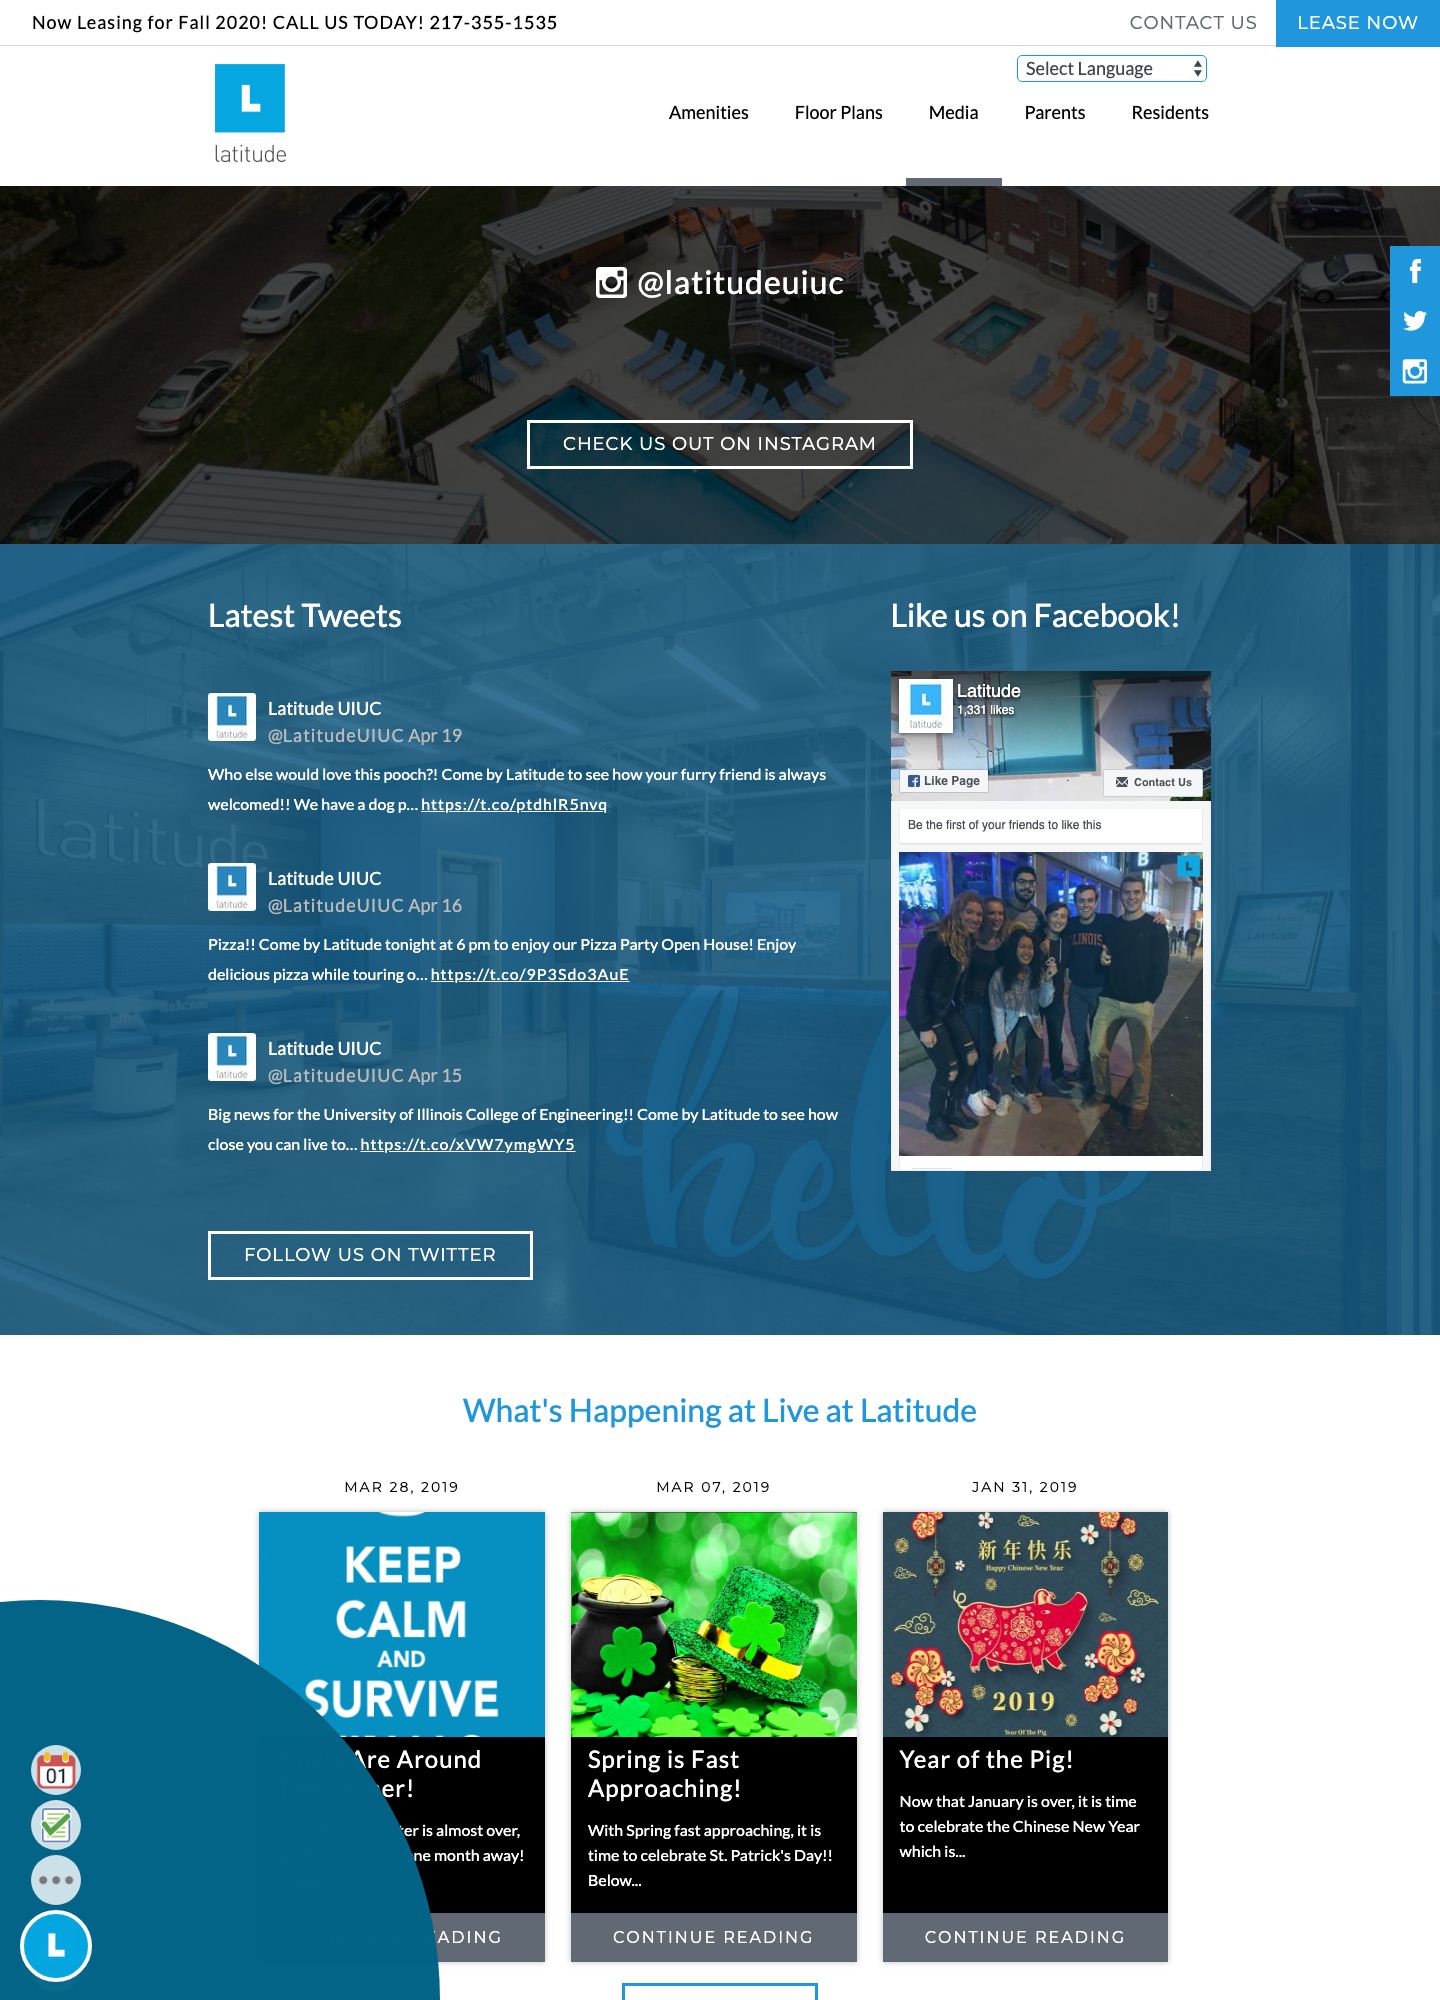 Now Leasing for Fall 2020! CALL US TODAY! 217-355-1535
CONTACT US
LEASE NOW
Select Language
L
latitude
Amenities
Floor Plans
Media
Parents
Residents
@latitudeuiuc
CHECK US OUT ON INSTAGRAM
Latest Tweets
L
latitude
Latitude UIUC
@LatitudeUIUC Apr 19
Who else would love this pooch?! Come by Latitude to see how your furry friend is always
welcomed!! We have a dog p... https://t.co/ptdhlR5nvq
latitude
L
latitude
Latitude UIUC
@LatitudeUIUC Apr 16
Pizza!! Come by Latitude tonight at 6 pm to enjoy our Pizza Party Open House! Enjoy
delicious pizza while touring o... https://t.co/9P3Sdo3AuE
L
latitude
Latitude UIUC
@LatitudeUIUC Apr 15
Big news for the University of Illinois College of Engineering!! Come by Latitude to see how
close you can live to... https://t.co/xVW7ymgWY5
hello
FOLLOW US ON TWITTER
Like us on Facebook!
L
latitude
Latitude
1,331 likes
Like Page
Contact Us
Be the first of your friends to like this
B
L
Latitude
What's Happening at Live at Latitude
MAR 28, 2019
KEEP
CALM
AND
SURVIVE
Are Around
er!
ter is almost over,
ne month away!
EADING
MAR 07, 2019
Spring is Fast
Approaching!
With Spring fast approaching, it is
time to celebrate St. Patrick's Day!!
Below...
CONTINUE READING
JAN 31, 2019
新年快乐
Happy Chinese New Year
2019
Year Of The Pig
Year of the Pig!
Now that January is over, it is time
to celebrate the Chinese New Year
which is...
CONTINUE READING
01
L